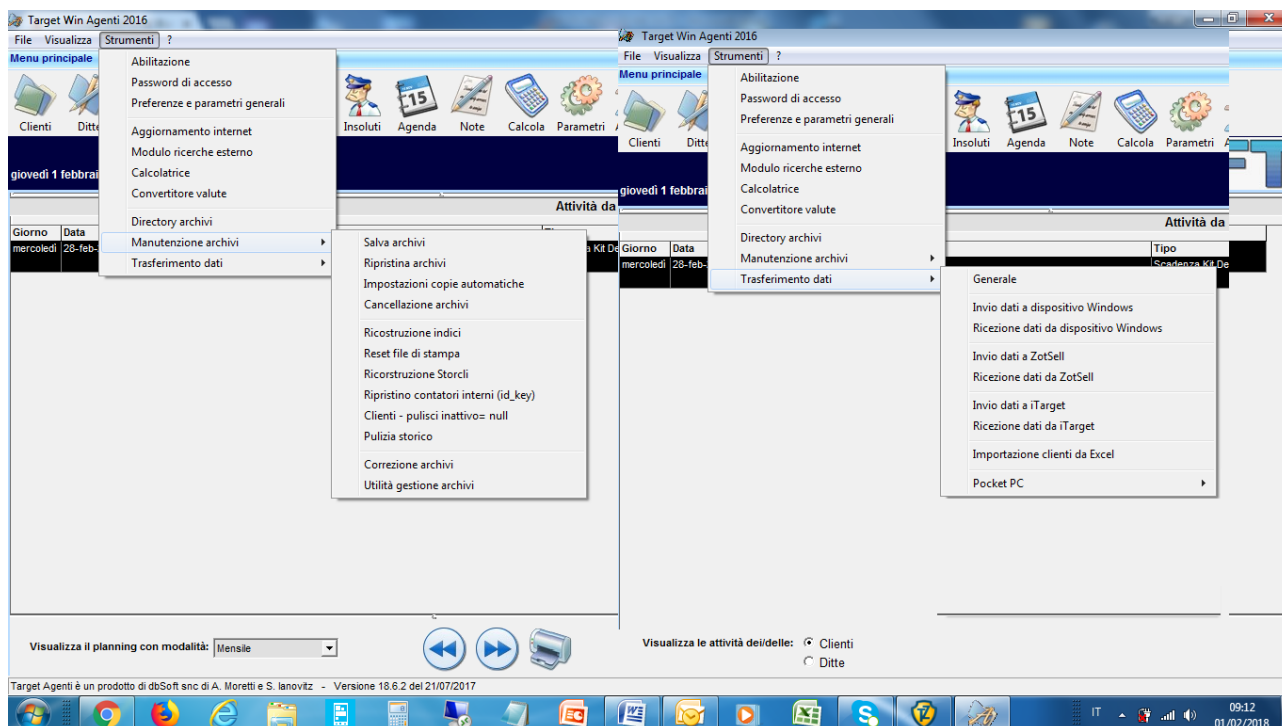 Target Win Agenti 2016
File Visualizza Strumenti ?
Menu principale
Clienti Ditte
Insoluti Agenda Note Calcola Parametri
giovedì 1 febbrai
Attività da
Giorno Data
mercoledì 28-feb-
Abilitazione
Password di accesso
Preferenze e parametri generali
Aggiornamento internet
Modulo ricerche esterno
Calcolatrice
Convertitore valute
Directory archivi
Manutenzione archivi
Trasferimento dati
Salva archivi
Ripristina archivi
Impostazioni copie automatiche
Cancellazione archivi
Ricostruzione indici
Reset file di stampa
Ricorstruzione Storcli
Ripristino contatori interni (id_key)
Clienti - pulisci inattivo= null
Pulizia storico
Correzione archivi
Utilità gestione archivi
Visualizza il planning con modalità: Mensile
Target Win Agenti 2016
File Visualizza Strumenti ?
Menu principale
Clienti Ditte
Insoluti Agenda Note Calcola Parametri
giovedì 1 febbrai
Attività da
Giorno Data
Tipo
mercoledì 28-feb-
Scadenza Kit De
Abilitazione
Password di accesso
Preferenze e parametri generali
Aggiornamento internet
Modulo ricerche esterno
Calcolatrice
Convertitore valute
Directory archivi
Manutenzione archivi
Trasferimento dati
Generale
Invio dati a dispositivo Windows
Ricezione dati da dispositivo Windows
Invio dati a ZotSell
Ricezione dati da ZotSell
Invio dati a iTarget
Ricezione dati da iTarget
Importazione clienti da Excel
Pocket PC
Visualizza le attività dei/delle: Clienti
Ditte
Target Agenti è un prodotto di dbSoft snc di A. Moretti e S. Ianovitz - Versione 18.6.2 del 21/07/2017
IT
09:12
01/02/2018